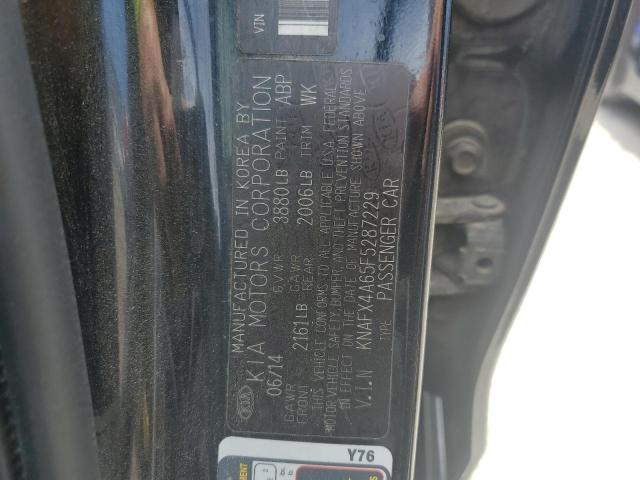 VIN
MANUFACTURED IN KOREA BY
KIA MOTORS CORPORATION
06/14 GVWR 3880LB PAINT ABP
GAWR FRONT 2161LB GAWR REAR 2006LB TRIM WK
THIS VEHICLE CONFORMS TO ALL APPLICABLE U.S.A. FEDERAL
MOTOR VEHICLE SAFETY, BUMPER, AND THEFT PREVENTION STANDARDS
IN EFFECT ON THE DATE OF MANUFACTURE SHOWN ABOVE
V.I.N KNAFX4A65F5287229
TYPE PASSENGER CAR
KIA
Y76